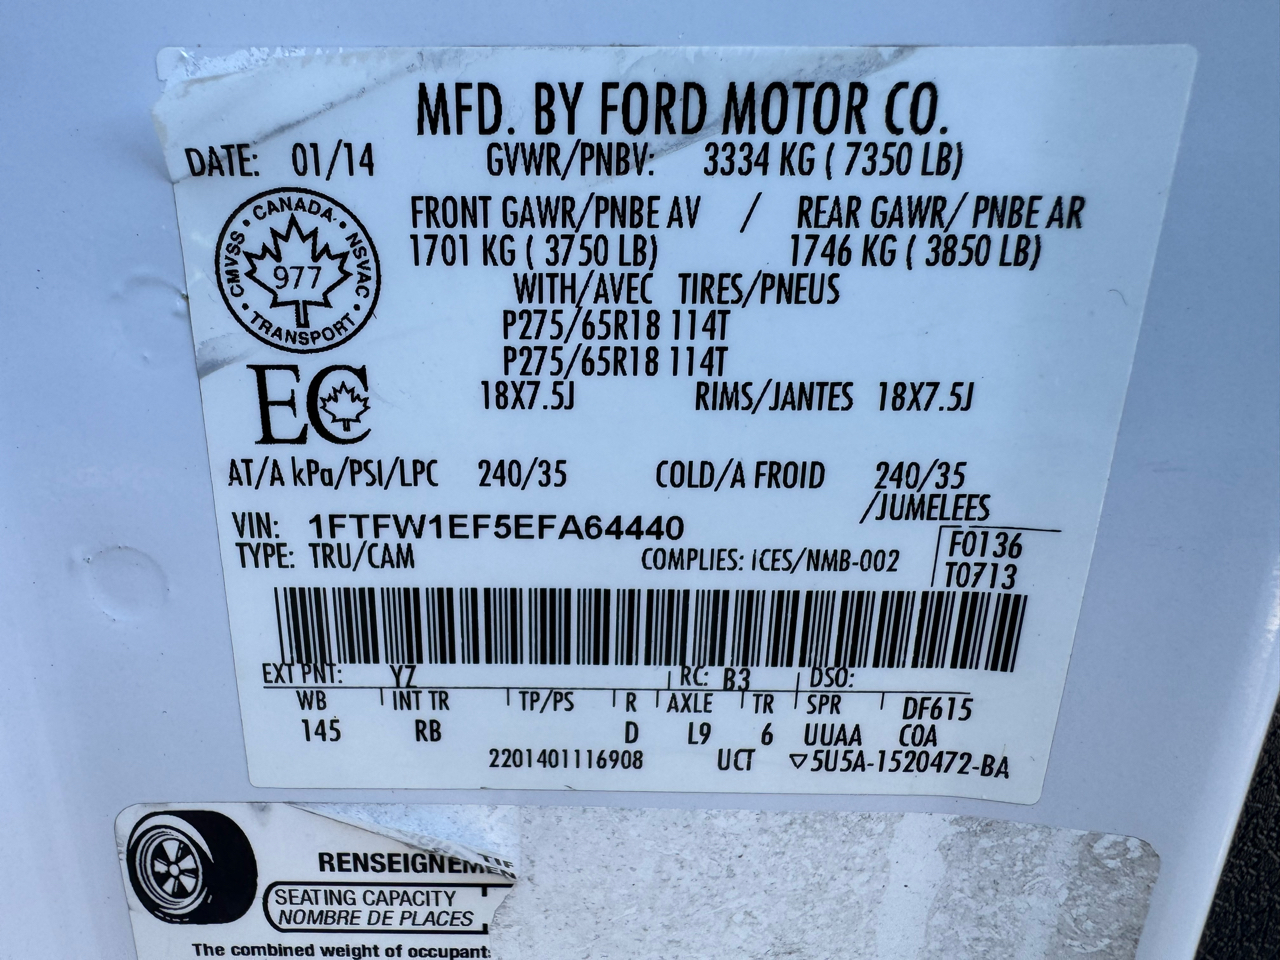 MFD. BY FORD MOTOR CO.
DATE: 01/14 GVWR/PNBV: 3334 KG ( 7350 LB)
FRONT GAWR/PNBE AV / REAR GAWR/ PNBE AR
1701 KG ( 3750 LB) 1746 KG ( 3850 LB)
WITH/AVEC TIRES/PNEUS
P275/65R18 114T
P275/65R18 114T
18X7.5J RIMS/JANTES 18X7.5J
CANADA · NSVAC · TRANSPORT · CMVSS
977
EC
AT/A kPa/PSI/LPC 240/35 COLD/A FROID 240/35
/JUMELEES
VIN: 1FTFW1EF5EFA64440
TYPE: TRU/CAM COMPLIES: ICES/NMB-002
F0136
T0713
EXT PNT: YZ RC: B3 DSO:
WB INT TR TP/PS R AXLE TR SPR DF615
145 RB D L9 6 UUAA COA
2201401116908 UCT ▽5U5A-1520472-BA
RENSEIGNEM
SEATING CAPACITY
NOMBRE DE PLACES
The combined weight of occupant